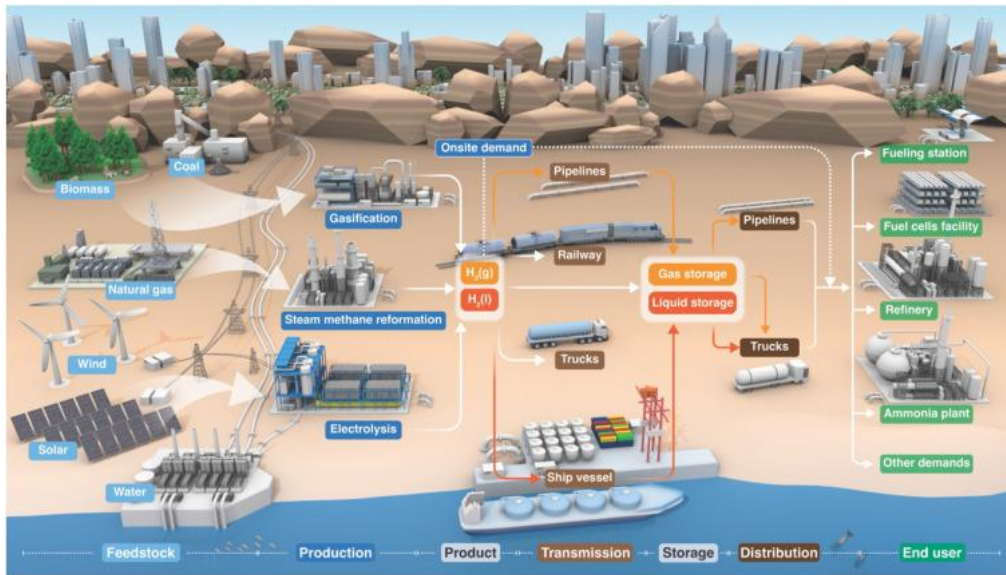 Onsite demand
Fueling station
Coal
Biomass
Pipelines
Gasification
Pipelines
Fuel cells facility
Railway
Natural gas
H₂(g)
Gas storage
H₂(l)
Liquid storage
Refinery
Steam methane reformation
Wind
Trucks
Trucks
Ammonia plant
Electrolysis
Solar
Other demands
Ship vessel
Water
Feedstock
Production
Product
Transmission
Storage
Distribution
End user